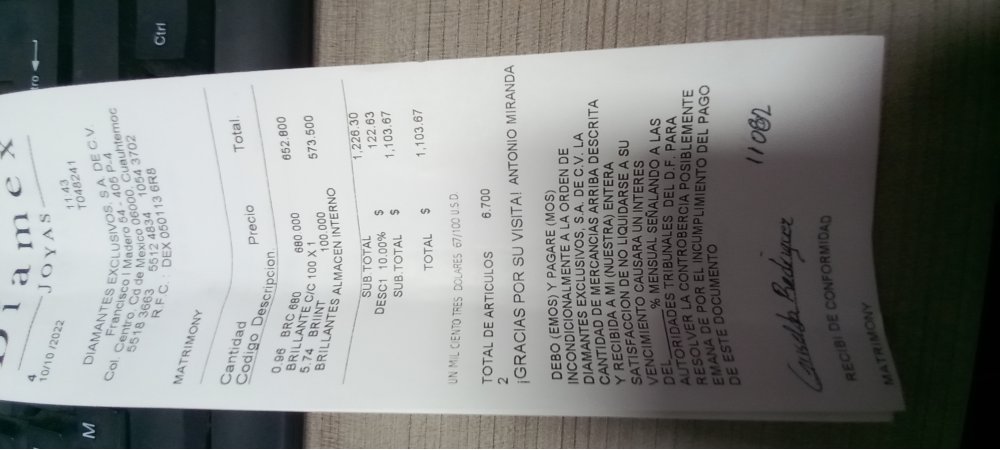 Diamex
JOYAS
4
10/10 /2022 11:43
T048241
DIAMANTES EXCLUSIVOS, S.A. DE C.V.
Francisco I Madero 54 - 405 P-4
Col. Centro, Cd de Mexico 06000, Cuauhtemoc
5518 3663 5512 4834 1054 3702
R.F.C. : DEX 050113 6R8
MATRIMONY
Cantidad
Codigo Descripcion Precio Total.
0.96 BRC 680 680.000 652.800
BRILLANTE C/C 100 X 1
5.74 BRIINT 100.000 573.500
BRILLANTES ALMACEN INTERNO
SUB.TOTAL 1,226.30
DESC1 10.00% $ 122.63
SUB.TOTAL $ 1,103.67
TOTAL $ 1,103.67
UN MIL CIENTO TRES DOLARES 67/100 U.S.D.
TOTAL DE ARTICULOS 6.700
2
¡GRACIAS POR SU VISITA! ANTONIO MIRANDA
DEBO (EMOS) Y PAGARE (MOS)
INCONDICIONALMENTE A LA ORDEN DE
DIAMANTES EXCLUSIVOS, S.A. DE C.V. LA
CANTIDAD DE MERCANCIAS ARRIBA DESCRITA
Y RECIBIDA A MI (NUESTRA) ENTERA
SATISFACCION DE NO LIQUIDARSE A SU
VENCIMIENTO CAUSARA UN INTERES
DEL % MENSUAL SEÑALANDO A LAS
AUTORIDADES TRIBUNALES DEL D.F. PARA
RESOLVER LA CONTROBERCIA POSIBLEMENTE
EMANA DE POR EL INCUMPLIMIENTO DEL PAGO
DE ESTE DOCUMENTO
11082
RECIBI DE CONFORMIDAD
MATRIMONY
Ctrl
M